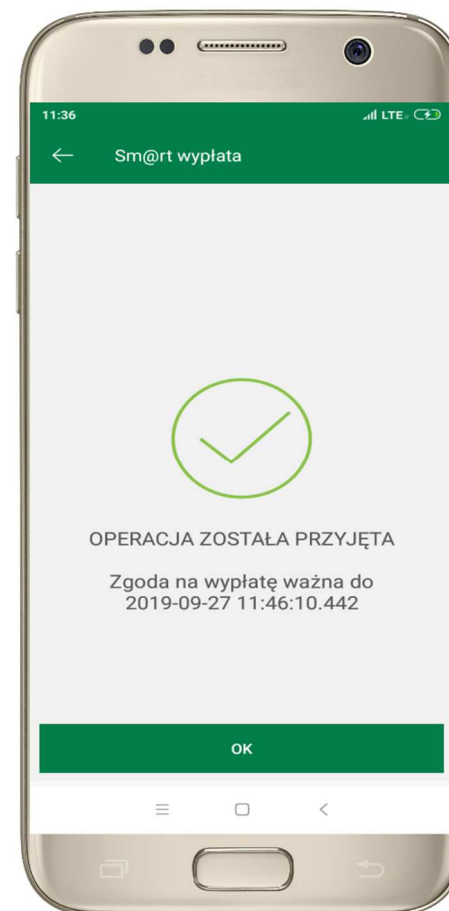 11:36
LTE
Sm@rt wypłata
OPERACJA ZOSTAŁA PRZYJĘTA
Zgoda na wypłatę ważna do
2019-09-27 11:46:10.442
OK